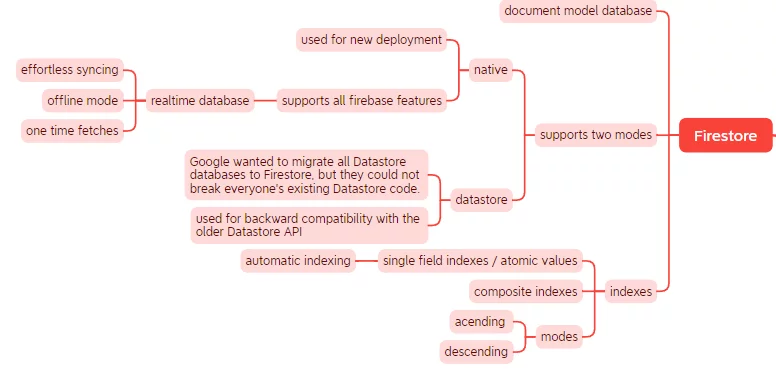 document model database
used for new deployment
effortless syncing
native
offline mode
realtime database
supports all firebase features
one time fetches
supports two modes
Firestore
Google wanted to migrate all Datastore
databases to Firestore, but they could not
break everyone's existing Datastore code.
datastore
used for backward compatibility with the
older Datastore API
automatic indexing
single field indexes / atomic values
composite indexes
indexes
acending
modes
descending